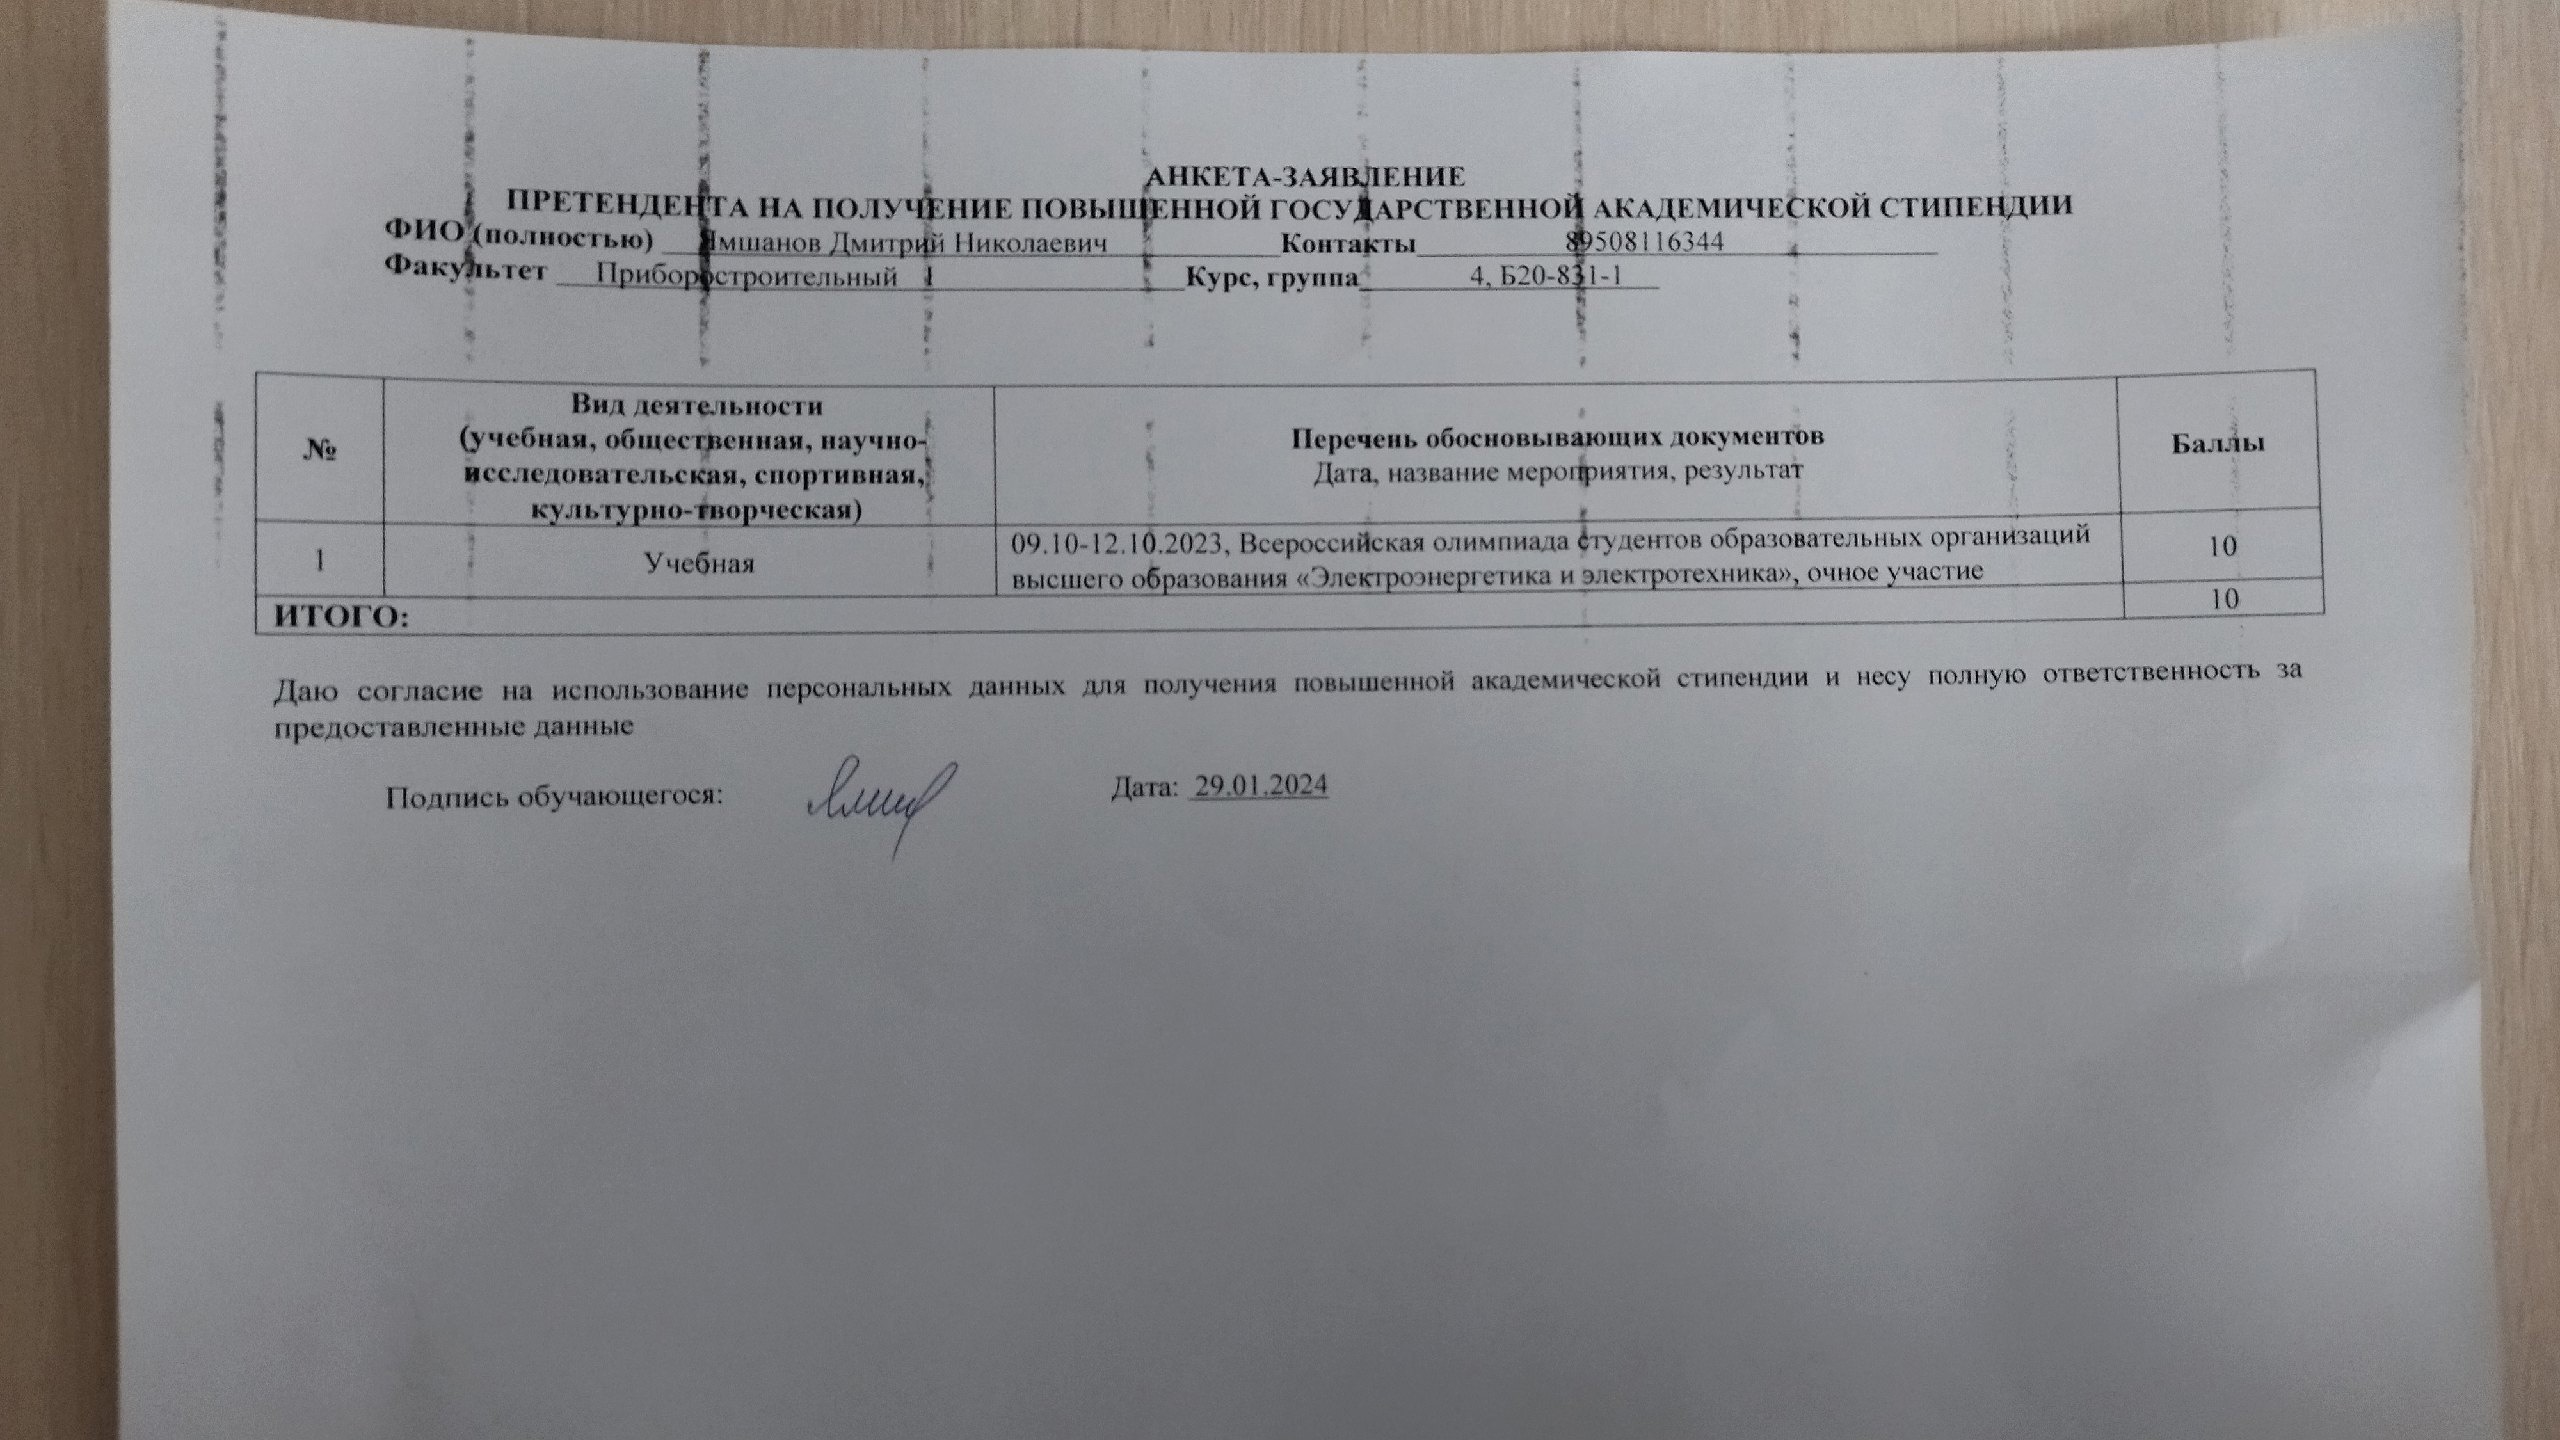 АНКЕТА-ЗАЯВЛЕНИЕ
ПРЕТЕНДЕНТА НА ПОЛУЧЕНИЕ ПОВЫШЕННОЙ ГОСУДАРСТВЕННОЙ АКАДЕМИЧЕСКОЙ СТИПЕНДИИ
ФИО (полностью) Ямшанов Дмитрий Николаевич Контакты 89508116344
Факультет Приборостроительный Курс, группа 4, Б20-831-1
№
Вид деятельности
(учебная, общественная, научно-
исследовательская, спортивная,
культурно-творческая)
Перечень обосновывающих документов
Дата, название мероприятия, результат
Баллы
1
Учебная
09.10-12.10.2023, Всероссийская олимпиада студентов образовательных организаций
высшего образования «Электроэнергетика и электротехника», очное участие
10
ИТОГО:
10
Даю согласие на использование персональных данных для получения повышенной академической стипендии и несу полную ответственность за
предоставленные данные
Подпись обучающегося: Дата: 29.01.2024